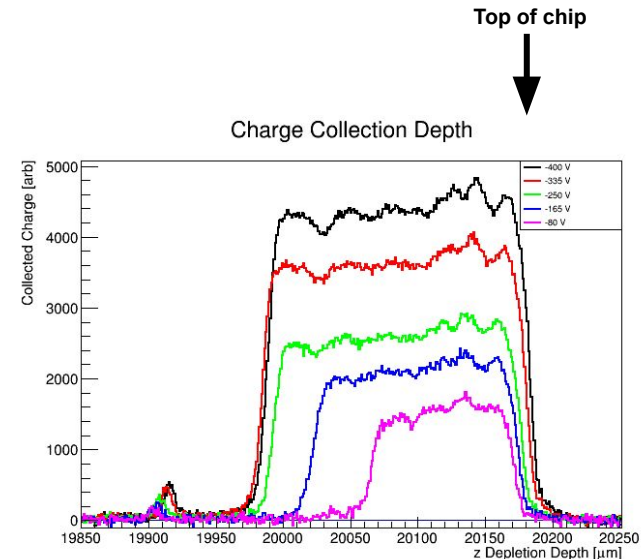 Top of chip
Charge Collection Depth
Collected Charge [arb]
5000
4000
3000
2000
1000
0
-400 V
-335 V
-250 V
-165 V
-80 V
19850 19900 19950 20000 20050 20100 20150 20200 20250
z Depletion Depth [µm]